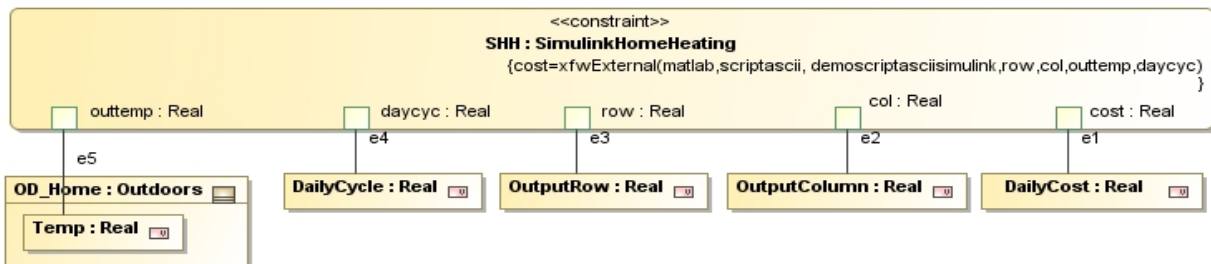 <<constraint>>
SHH : SimulinkHomeHeating
{cost=xfwExternal(matlab,scriptascii, demoscriptasciisimulink,row,col,outtemp,daycyc)
}
outtemp : Real
daycyc : Real
row : Real
col : Real
cost : Real
e5
e4
e3
e2
e1
OD_Home : Outdoors
DailyCycle : Real
OutputRow : Real
OutputColumn : Real
DailyCost : Real
Temp : Real